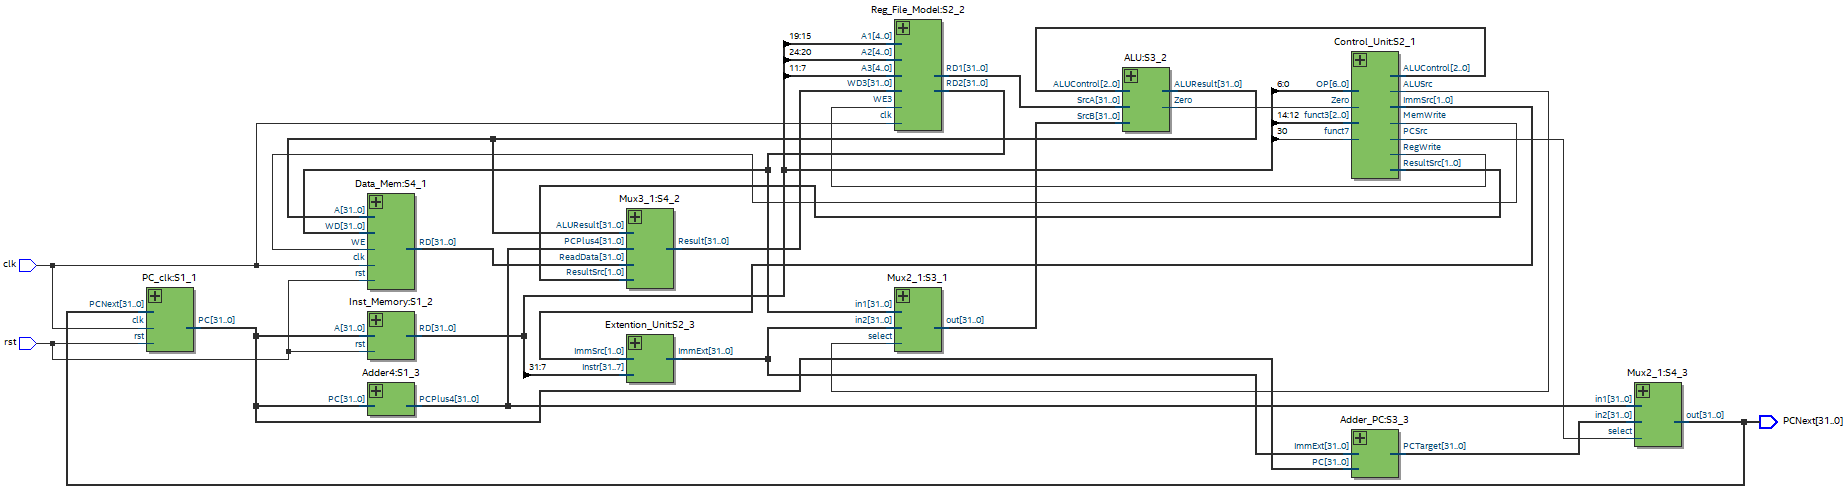 Reg_File_Model:S2_2
19:15
A1[4..0]
24:20
A2[4..0]
11:7
A3[4..0]
WD3[31..0]
WE3
clk
RD1[31..0]
RD2[31..0]
ALU:S3_2
ALUControl[2..0]
SrcA[31..0]
SrcB[31..0]
ALUResult[31..0]
Zero
Control_Unit:S2_1
6:0
OP[6..0]
Zero
14:12
funct3[2..0]
30
funct7
ALUControl[2..0]
ALUSrc
ImmSrc[1..0]
MemWrite
PCSrc
RegWrite
ResultSrc[1..0]
Data_Mem:S4_1
A[31..0]
WD[31..0]
WE
clk
rst
RD[31..0]
Mux3_1:S4_2
ALUResult[31..0]
PCPlus4[31..0]
ReadData[31..0]
ResultSrc[1..0]
Result[31..0]
clk
rst
PC_clk:S1_1
PCNext[31..0]
clk
rst
PC[31..0]
Inst_Memory:S1_2
A[31..0]
rst
RD[31..0]
Adder4:S1_3
PC[31..0]
PCPlus4[31..0]
Extention_Unit:S2_3
ImmSrc[1..0]
31:7
Instr[31..7]
ImmExt[31..0]
Mux2_1:S3_1
in1[31..0]
in2[31..0]
select
out[31..0]
Adder_PC:S3_3
ImmExt[31..0]
PC[31..0]
PCTarget[31..0]
Mux2_1:S4_3
in1[31..0]
in2[31..0]
select
out[31..0]
PCNext[31..0]